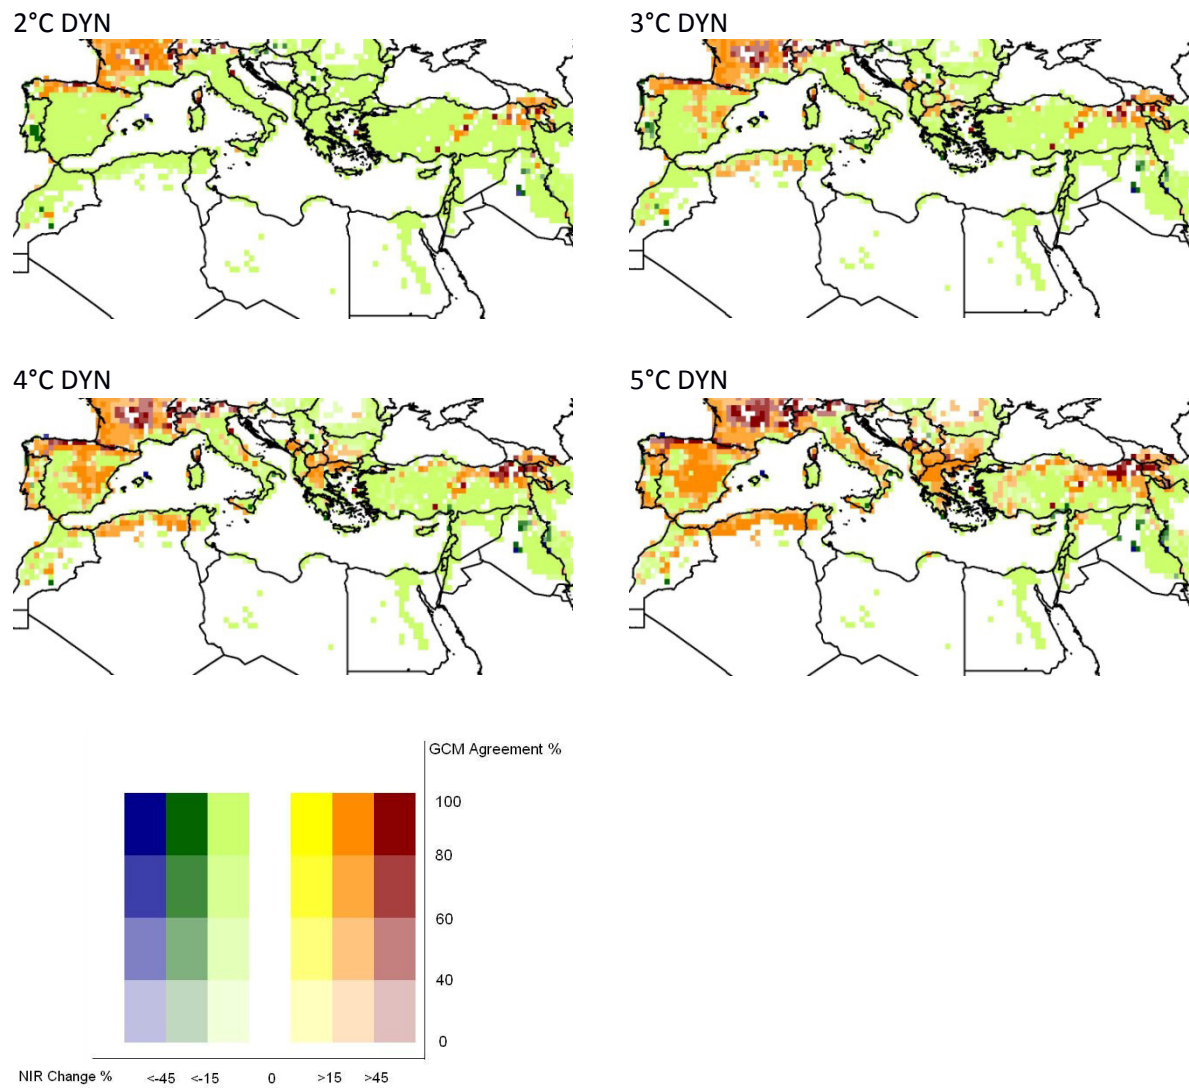 2°C DYN
3°C DYN
4°C DYN
5°C DYN
GCM Agreement %
100
80
60
40
0
NIR Change % <-45 <-15 0 >15 >45